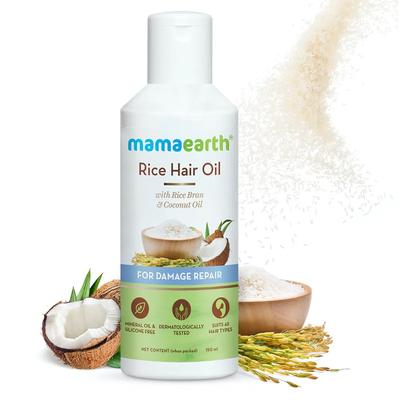 mamaearth®
Rice Hair Oil
with Rice Bran
& Coconut Oil
FOR DAMAGE REPAIR
MINERAL OIL &
SILICONE FREE
DERMATOLOGICALLY
TESTED
SUITS All
HAIR TYPES
NET CONTENT (when packed) 150 ml